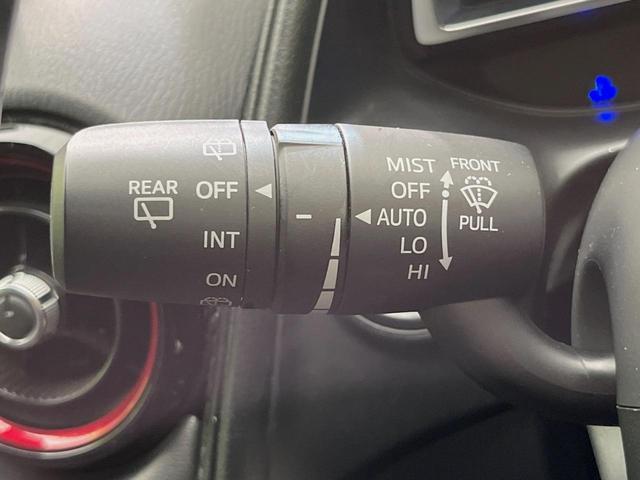 REAR
OFF
INT
ON
MIST
OFF
AUTO
LO
HI
FRONT
PULL